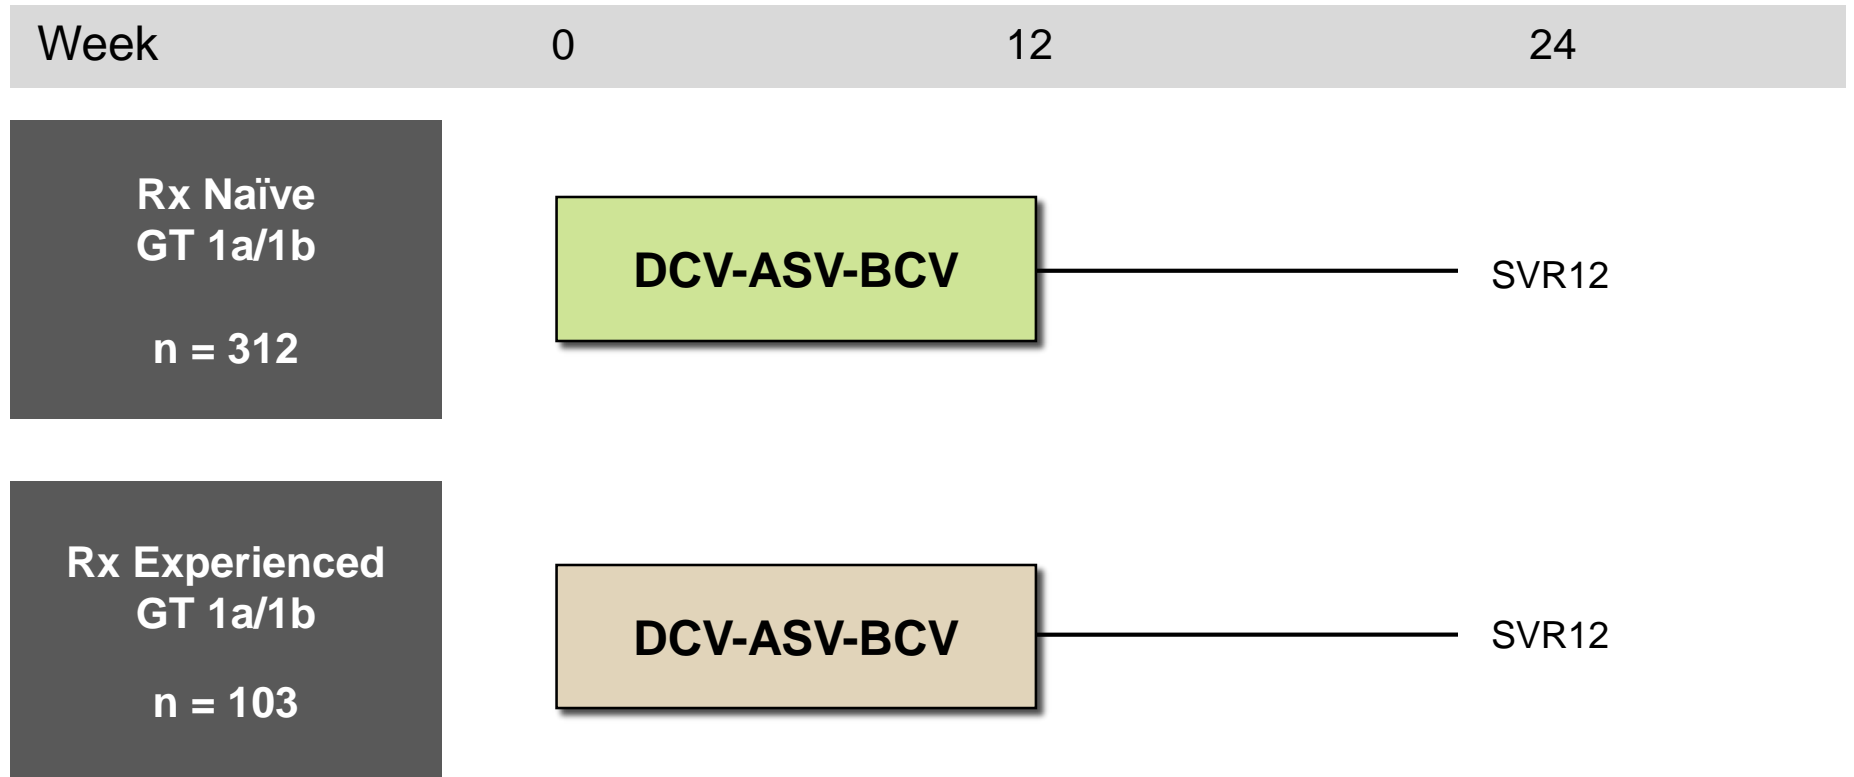 Week 0 12 24
Rx Naïve
GT 1a/1b
n = 312
DCV-ASV-BCV
SVR12
Rx Experienced
GT 1a/1b
n = 103
DCV-ASV-BCV
SVR12